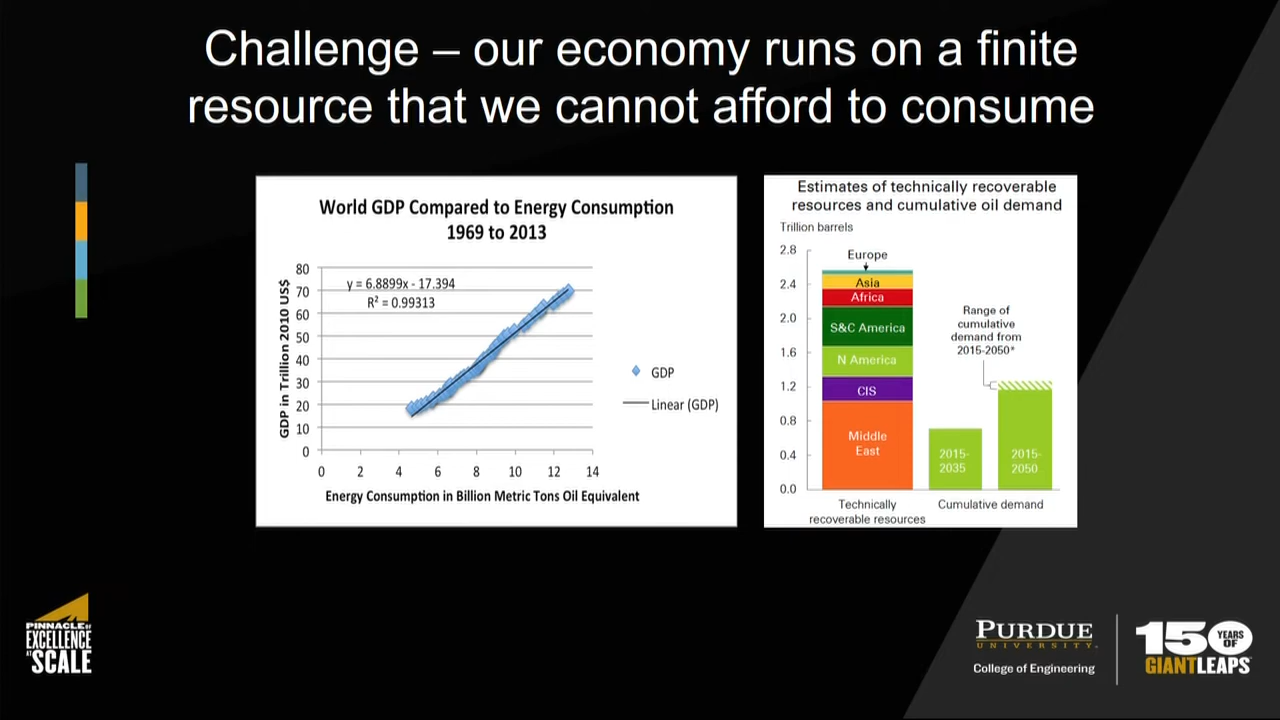 Challenge – our economy runs on a finite
resource that we cannot afford to consume
World GDP Compared to Energy Consumption
1969 to 2013
y = 6.8899x - 17.394
R² = 0.99313
GDP in Trillion 2010 US$
80
70
60
50
40
30
20
10
0
0 2 4 6 8 10 12 14
Energy Consumption in Billion Metric Tons Oil Equivalent
GDP
Linear (GDP)
Estimates of technically recoverable
resources and cumulative oil demand
Trillion barrels
2.8
2.4
2.0
1.6
1.2
0.8
0.4
0.0
Europe
Asia
Africa
S&C America
N America
CIS
Middle
East
Range of
cumulative
demand from
2015-2050*
2015-
2035
2015-
2050
Technically
recoverable resources
Cumulative demand
PINNACLE OF
EXCELLENCE
AT SCALE
PURDUE
UNIVERSITY.
College of Engineering
150 YEARS OF
GIANT LEAPS